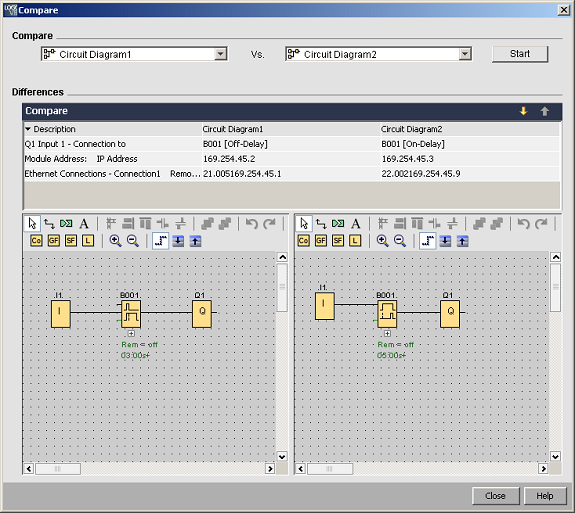 Compare
Compare
Circuit Diagram1 Vs. Circuit Diagram2 Start
Differences
Compare
Description Circuit Diagram1 Circuit Diagram2
Q1 Input 1 - Connection to B001 [Off-Delay] B001 [On-Delay]
Module Address: IP Address 169.254.45.2 169.254.45.3
Ethernet Connections - Connection1 Remo... 21.005169.254.45.1 22.002169.254.45.9
A
Co GF SF L
A
Co GF SF L
I1 B001 Q1
I Q
Rem = off
03:00s+
I1 B001 Q1
I Q
Rem = off
05:00s+
Close Help